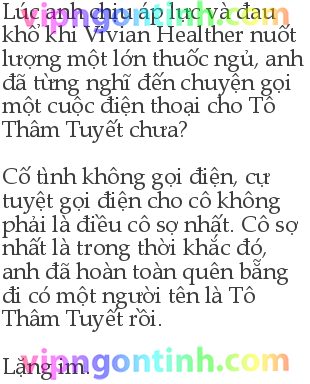 Lúc anh chịu áp lực và đau
khổ khi Vivian Healther nuốt
lượng một lớn thuốc ngủ, anh
đã từng nghĩ đến chuyện gọi
một cuộc điện thoại cho Tô
Thâm Tuyết chưa?
Cố tình không gọi điện, cự
tuyệt gọi điện cho cô không
phải là điều cô sợ nhất. Cô sợ
nhất là trong thời khắc đó,
anh đã hoàn toàn quên bẵng
đi có một người tên là Tô
Thâm Tuyết rồi.
Lặng im.
vipngontinh.com
vipngontinh.com